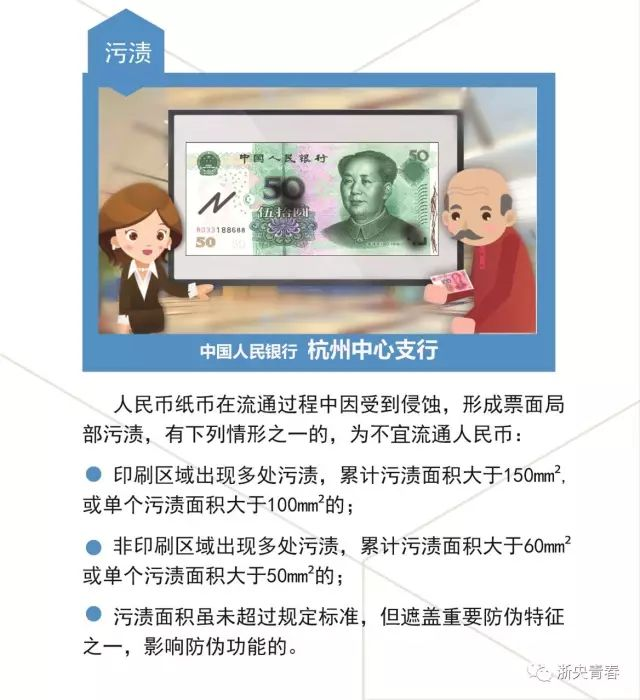 污渍
中国人民银行
50
50
伍拾圆
RD33188688
50
中国人民银行 杭州中心支行
人民币纸币在流通过程中因受到侵蚀，形成票面局
部污渍，有下列情形之一的，为不宜流通人民币：
● 印刷区域出现多处污渍，累计污渍面积大于150mm²,
或单个污渍面积大于100mm²的；
● 非印刷区域出现多处污渍，累计污渍面积大于60mm²
或单个污渍面积大于50mm²的；
● 污渍面积虽未超过规定标准，但遮盖重要防伪特征
之一，影响防伪功能的。
浙央青春